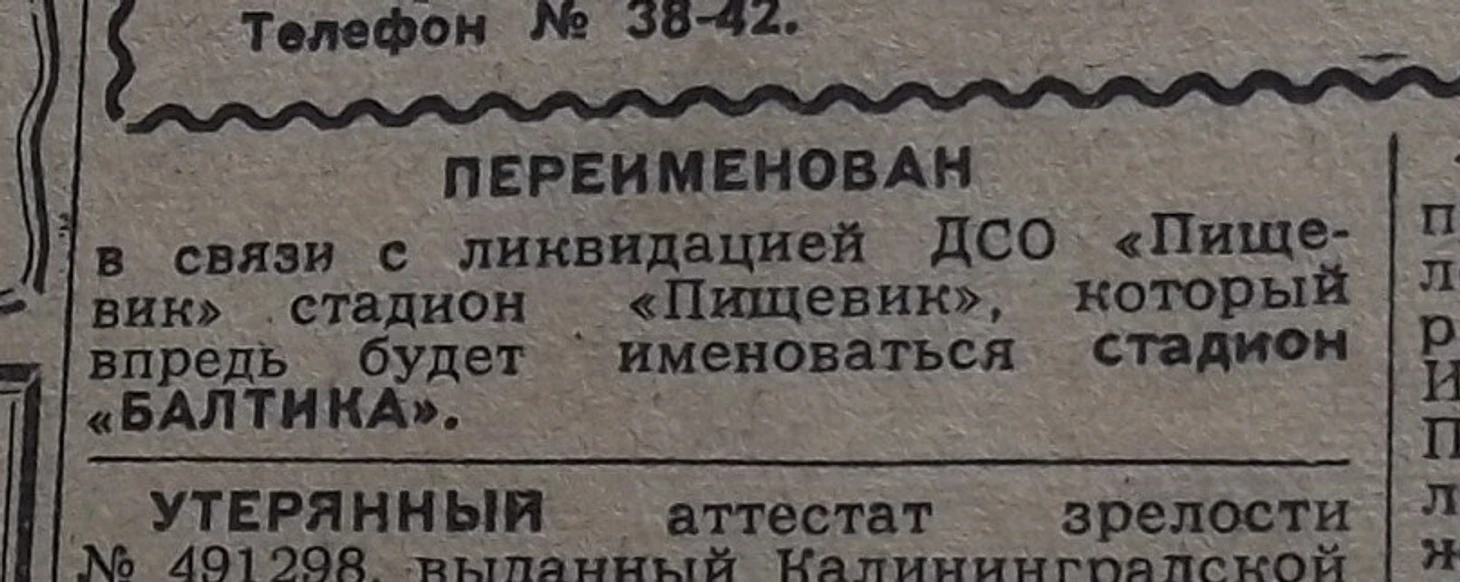 Телефон № 38-42.
ПЕРЕИМЕНОВАН
в связи с ликвидацией ДСО «Пище-
вик» стадион «Пищевик», который
впредь будет именоваться стадион
«БАЛТИКА».
УТЕРЯННЫЙ аттестат зрелости
№ 491298, выданный Калининградской